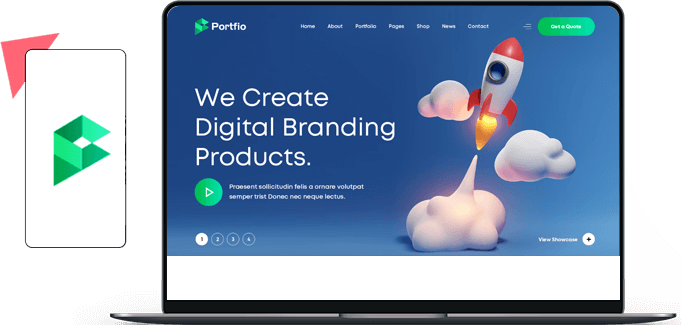 Portfio
Home About Portfolio Pages Shop News Contact
Get a Quote
We Create
Digital Branding
Products.
Praesent sollicitudin felis a ornare volutpat
semper trist Donec nec neque lectus.
1 2 3 4
View Showcase